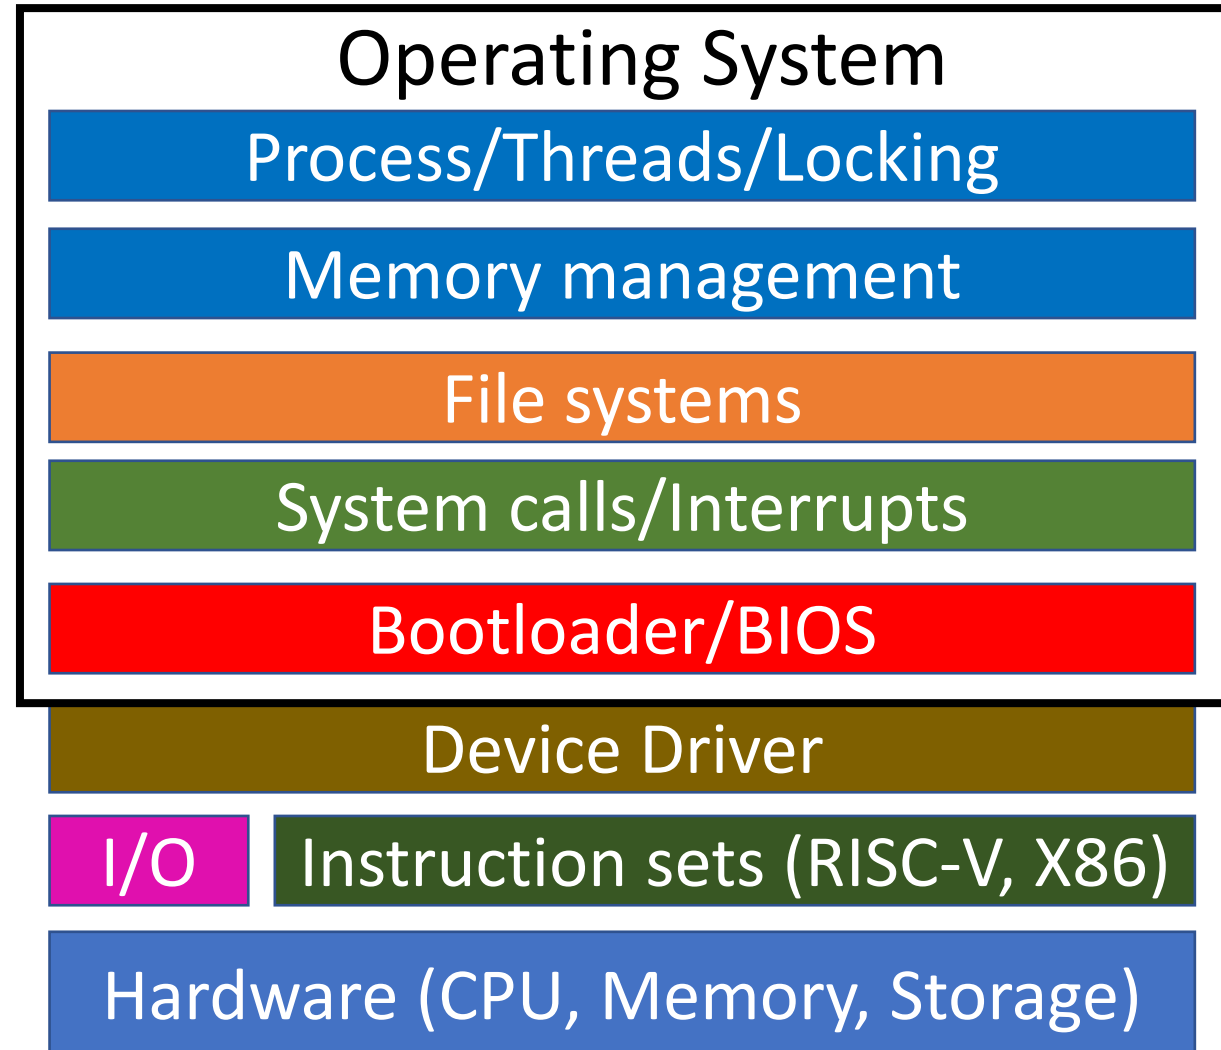 Operating System
Process/Threads/Locking
Memory management
File systems
System calls/Interrupts
Bootloader/BIOS
Device Driver
I/O
Instruction sets (RISC-V, X86)
Hardware (CPU, Memory, Storage)